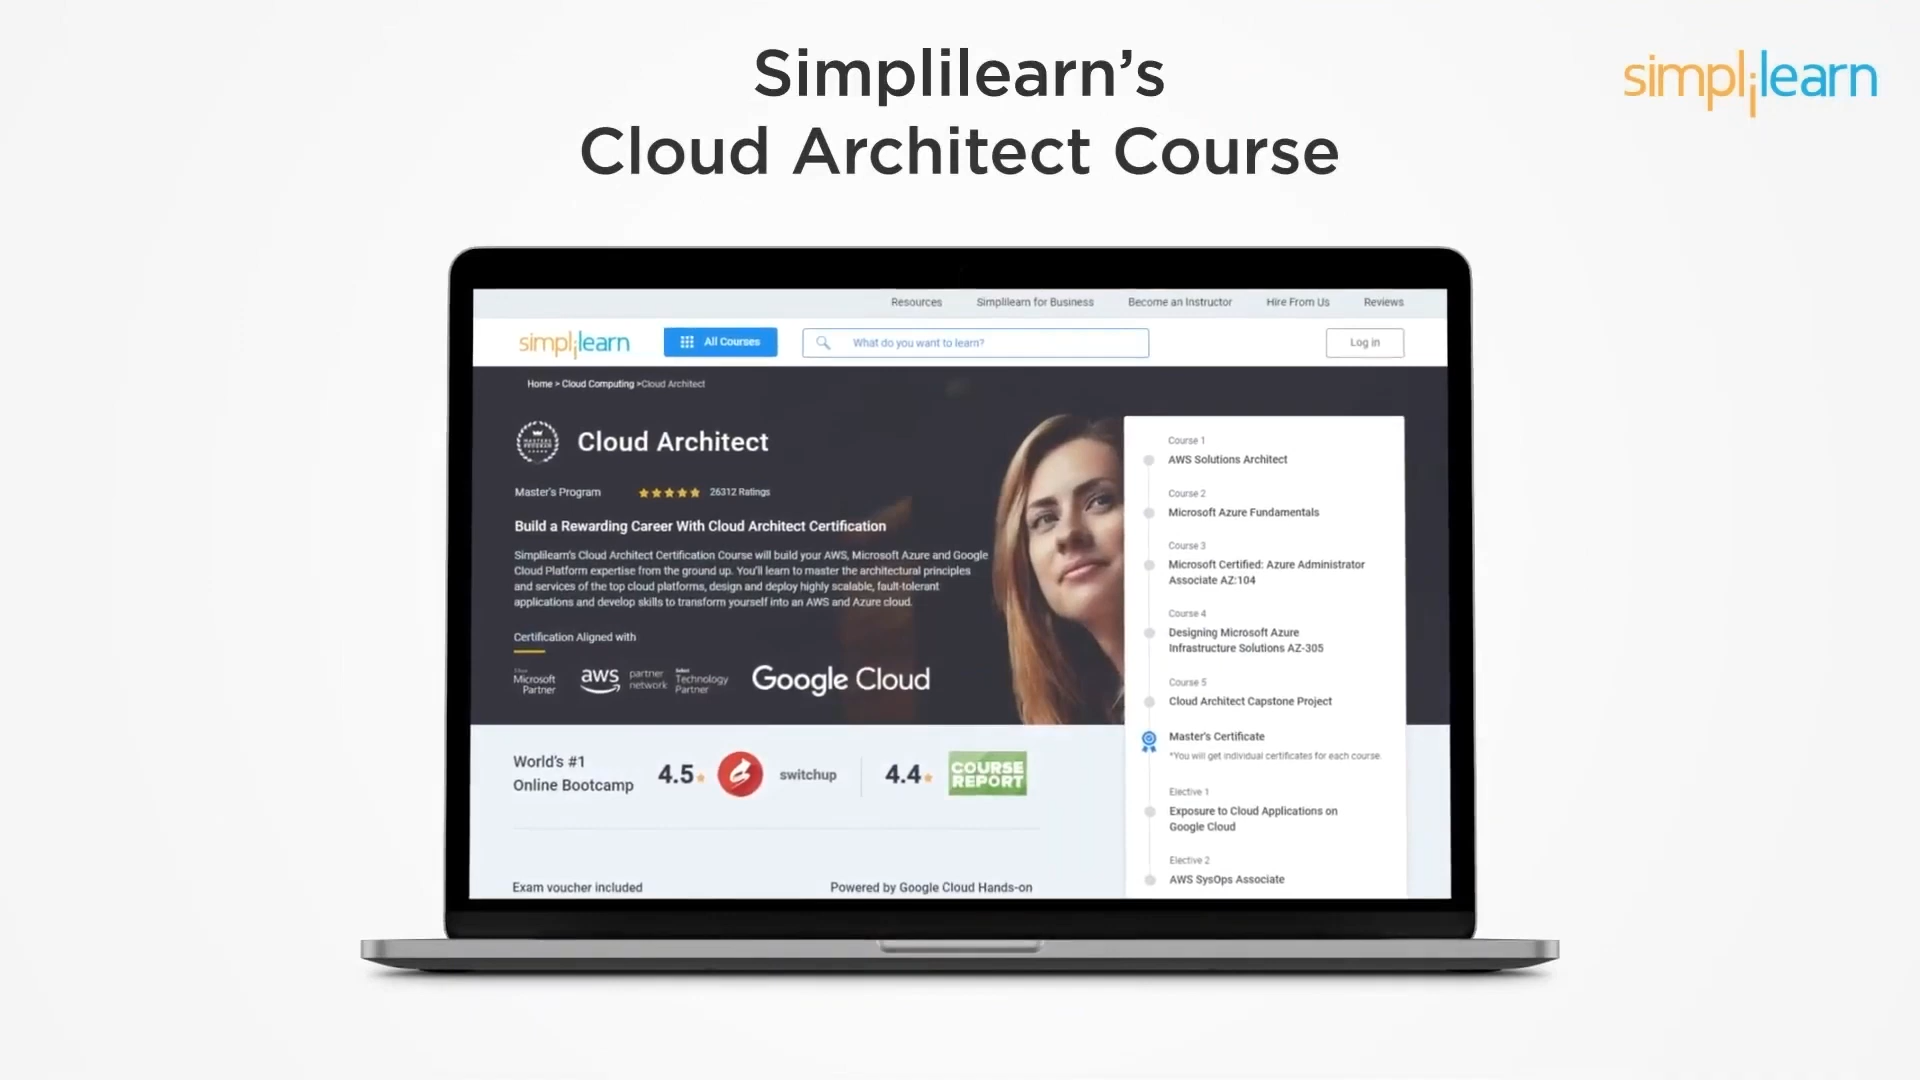 Simplilearn's
Cloud Architect Course
simplilearn
Resources Simplilearn for Business Become an Instructor Hire From Us Reviews
simplilearn All Courses What do you want to learn? Log in
Home > Cloud Computing >Cloud Architect
MASTERS
PROGRAM
Cloud Architect
Master's Program 26312 Ratings
Build a Rewarding Career With Cloud Architect Certification
Simplilearn's Cloud Architect Certification Course will build your AWS, Microsoft Azure and Google
Cloud Platform expertise from the ground up. You'll learn to master the architectural principles
and services of the top cloud platforms, design and deploy highly scalable, fault-tolerant
applications and develop skills to transform yourself into an AWS and Azure cloud.
Certification Aligned with
Microsoft
Partner
aws partner
network
Select
Technology
Partner
Google Cloud
Course 1
AWS Solutions Architect
Course 2
Microsoft Azure Fundamentals
Course 3
Microsoft Certified: Azure Administrator
Associate AZ:104
Course 4
Designing Microsoft Azure
Infrastructure Solutions AZ-305
Course 5
Cloud Architect Capstone Project
Master's Certificate
*You will get individual certificates for each course.
Elective 1
Exposure to Cloud Applications on
Google Cloud
Elective 2
AWS SysOps Associate
World's #1
Online Bootcamp
4.5 switchup
4.4 COURSE
REPORT
Exam voucher included
Powered by Google Cloud Hands-on